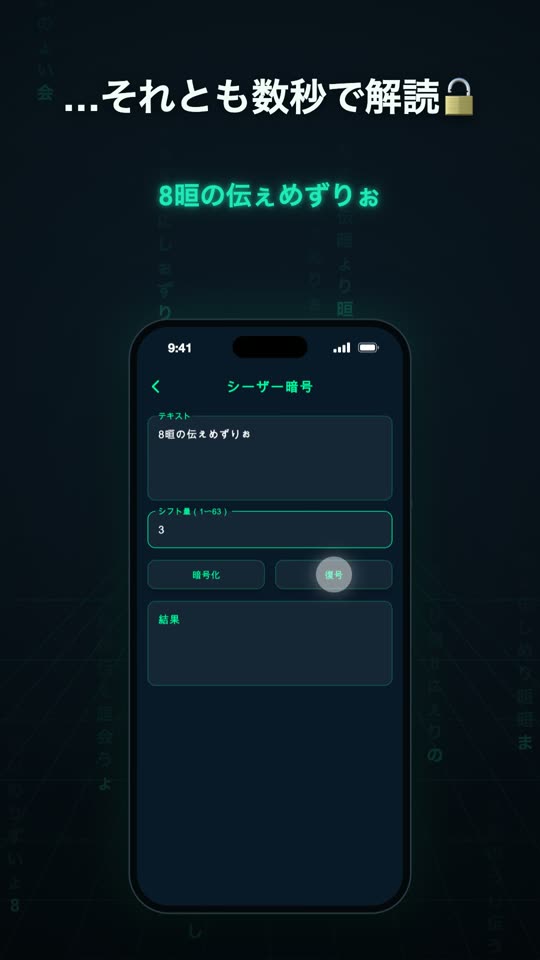 ...それとも数秒で解読🔓
8晅の伝ぇめずりぉ
9:41
シーザー暗号
テキスト
8晅の伝ぇめずりぉ
シフト量 (1–63)
3
暗号化
復号
結果